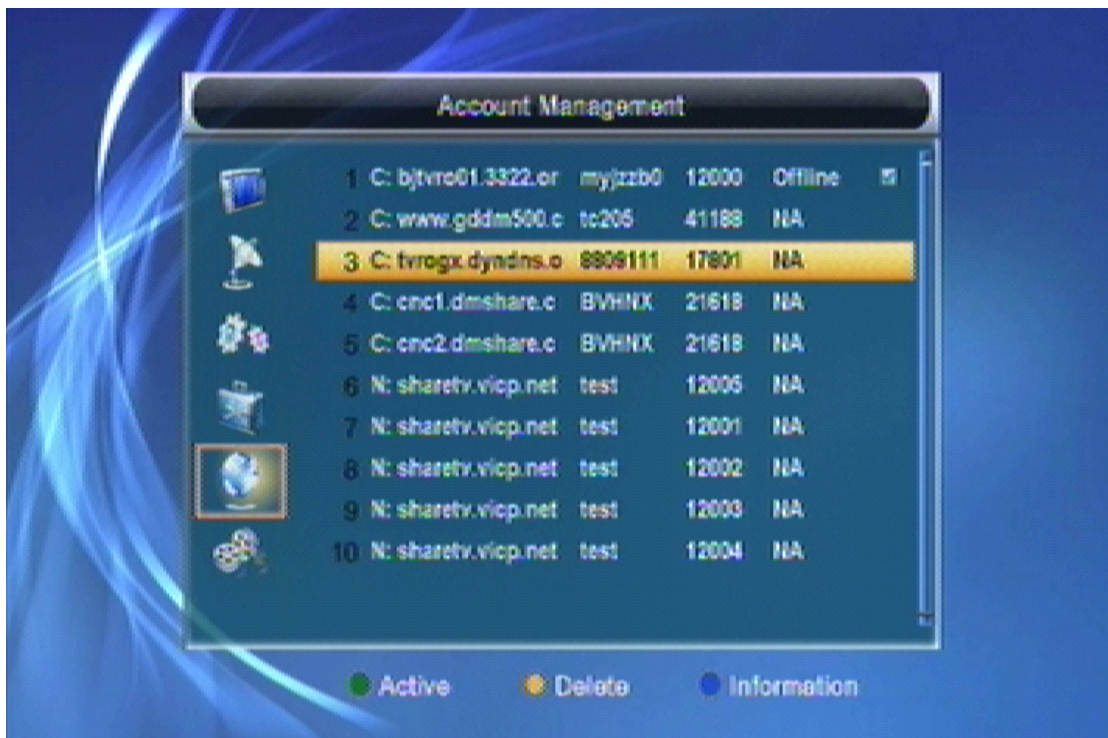 Account Management
1 C: bjtvro01.3322.or myjzzb0 12000 Offline
2 C: www.gddm500.c tc205 41188 NA
3 C: tvrogx.dyndns.o 8809111 17801 NA
4 C: cnc1.dmshare.c BVHNX 21618 NA
5 C: cnc2.dmshare.c BVHNX 21618 NA
6 N: sharetv.vicp.net test 12005 NA
7 N: sharetv.vicp.net test 12001 NA
8 N: sharetv.vicp.net test 12002 NA
9 N: sharetv.vicp.net test 12003 NA
10 N: sharetv.vicp.net test 12004 NA
Active Delete Information